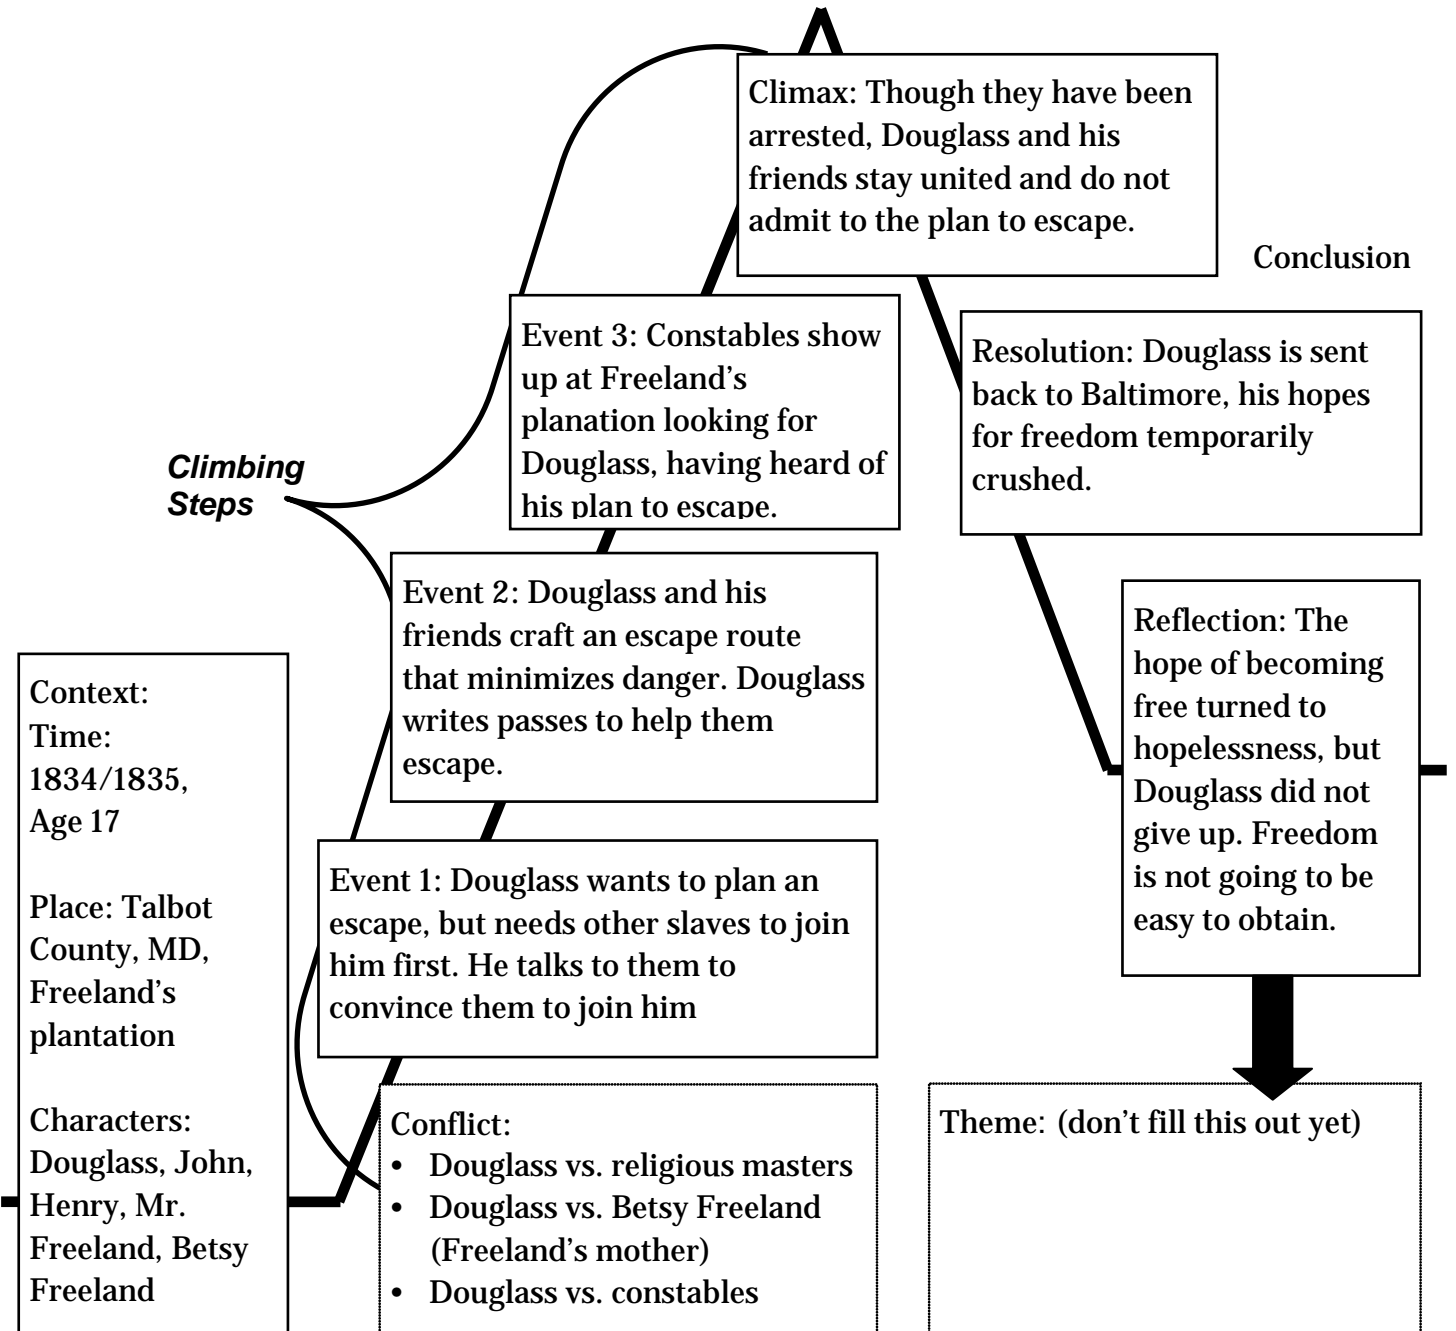 Climax: Though they have been
arrested, Douglass and his
friends stay united and do not
admit to the plan to escape.
Conclusion
Event 3: Constables show
up at Freeland's
planation looking for
Douglass, having heard of
his plan to escape.
Resolution: Douglass is sent
back to Baltimore, his hopes
for freedom temporarily
crushed.
Climbing
Steps
Event 2: Douglass and his
friends craft an escape route
that minimizes danger. Douglass
writes passes to help them
escape.
Reflection: The
hope of becoming
free turned to
hopelessness, but
Douglass did not
give up. Freedom
is not going to be
easy to obtain.
Context:
Time:
1834/1835,
Age 17
Place: Talbot
County, MD,
Freeland's
plantation
Characters:
Douglass, John,
Henry, Mr.
Freeland, Betsy
Freeland
Event 1: Douglass wants to plan an
escape, but needs other slaves to join
him first. He talks to them to
convince them to join him
Conflict:
• Douglass vs. religious masters
• Douglass vs. Betsy Freeland
(Freeland's mother)
• Douglass vs. constables
Theme: (don't fill this out yet)